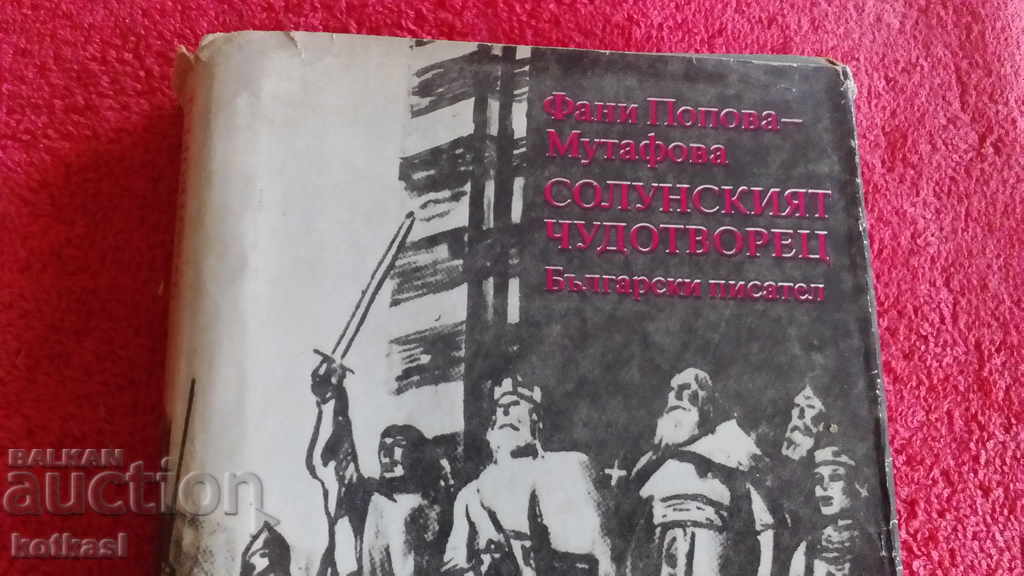 Фани Попова–
Мутафова
СОЛУНСКИЯТ
ЧУДОТВОРЕЦ
Български писател
BALKAN
auction
kotkasl